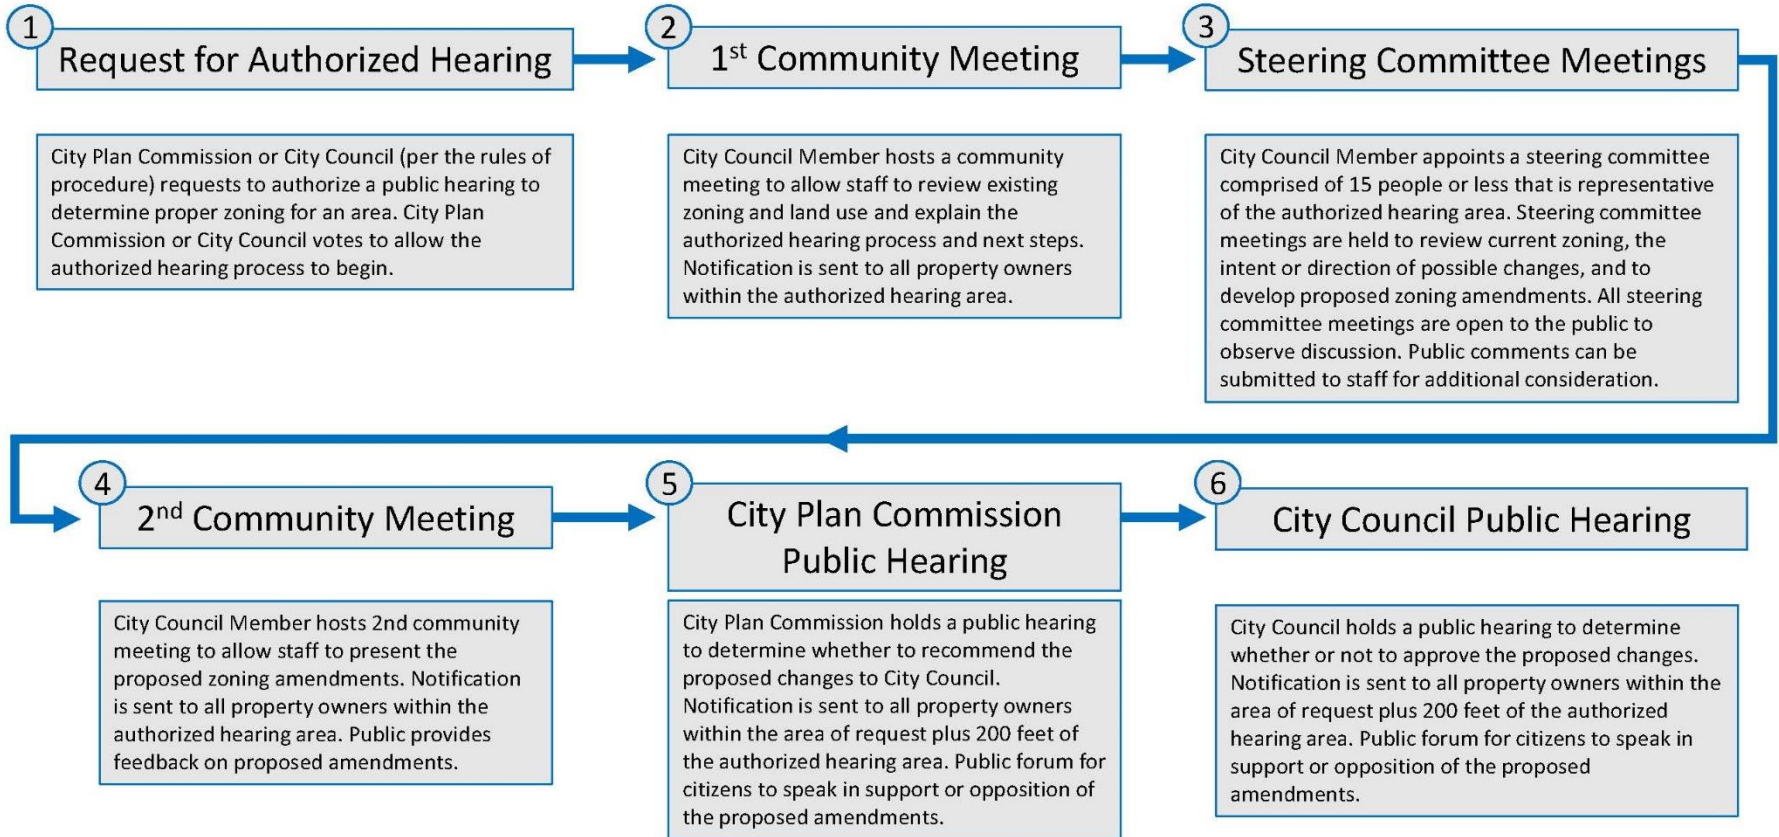 1
Request for Authorized Hearing
City Plan Commission or City Council (per the rules of
procedure) requests to authorize a public hearing to
determine proper zoning for an area. City Plan
Commission or City Council votes to allow the
authorized hearing process to begin.
2
1st Community Meeting
City Council Member hosts a community
meeting to allow staff to review existing
zoning and land use and explain the
authorized hearing process and next steps.
Notification is sent to all property owners
within the authorized hearing area.
3
Steering Committee Meetings
City Council Member appoints a steering committee
comprised of 15 people or less that is representative
of the authorized hearing area. Steering committee
meetings are held to review current zoning, the
intent or direction of possible changes, and to
develop proposed zoning amendments. All steering
committee meetings are open to the public to
observe discussion. Public comments can be
submitted to staff for additional consideration.
4
2nd Community Meeting
City Council Member hosts 2nd community
meeting to allow staff to present the
proposed zoning amendments. Notification
is sent to all property owners within the
authorized hearing area. Public provides
feedback on proposed amendments.
5
City Plan Commission
Public Hearing
City Plan Commission holds a public hearing
to determine whether to recommend the
proposed changes to City Council.
Notification is sent to all property owners
within the area of request plus 200 feet of
the authorized hearing area. Public forum for
citizens to speak in support or opposition of
the proposed amendments.
6
City Council Public Hearing
City Council holds a public hearing to determine
whether or not to approve the proposed changes.
Notification is sent to all property owners within the
area of request plus 200 feet of the authorized
hearing area. Public forum for citizens to speak in
support or opposition of the proposed
amendments.